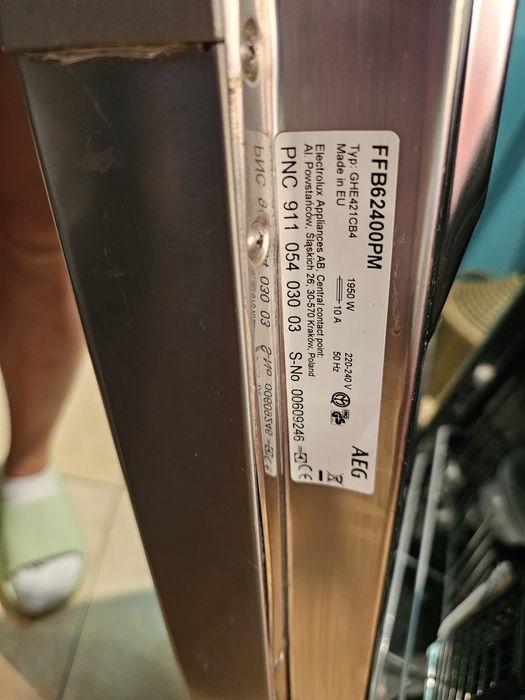 FFB62400PM
Typ: GHE421CB4
Made in EU
1950 W
10 A
220-240 V
50 Hz
AEG
Electrolux Appliances AB, Central contact point:
Al. Powstańców, Śląskich 26, 30-570 Kraków, Poland
PNC 911 054 030 03 S-No 00609246
CE